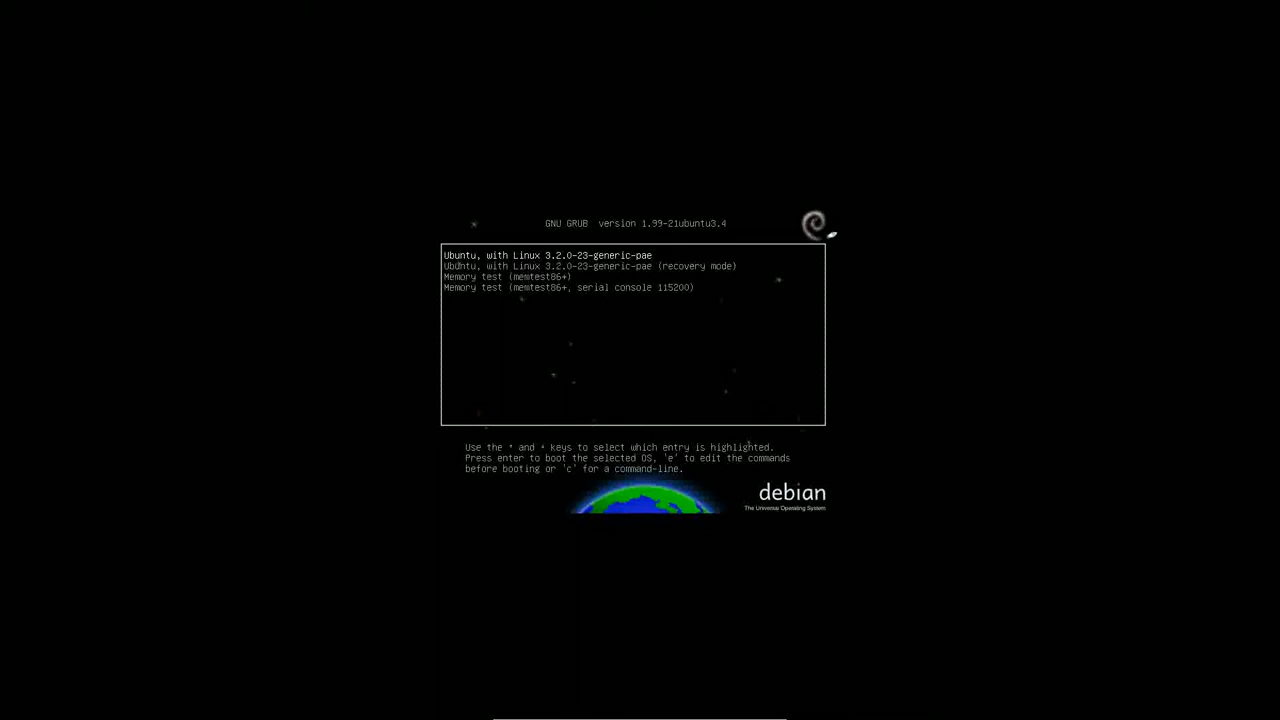 GNU GRUB version 1.99-21ubuntu3.4
Ubuntu, with Linux 3.2.0-23-generic-pae
Ubuntu, with Linux 3.2.0-23-generic-pae (recovery mode)
Memory test (memtest86+)
Memory test (memtest86+, serial console 115200)
Use the ↑ and ↓ keys to select which entry is highlighted.
Press enter to boot the selected OS, 'e' to edit the commands
before booting or 'c' for a command-line.
debian
The Universal Operating System